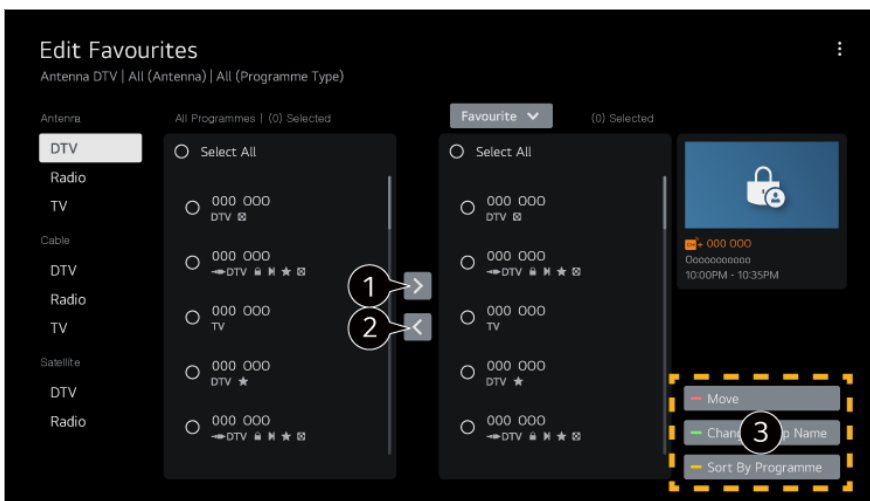 Edit Favourites
Antenna DTV | All (Antenna) | All (Programme Type)
Antenna
DTV
Radio
TV
Cable
DTV
Radio
TV
Satellite
DTV
Radio
All Programmes | (0) Selected
Select All
000 000
DTV
000 000
DTV
000 000
TV
000 000
DTV
000 000
DTV
1
2
Favourite
(0) Selected
Select All
000 000
DTV
000 000
DTV
000 000
TV
000 000
DTV
000 000
DTV
+ 000 000
Ooooooooooo
10:00PM - 10:35PM
Move
3
Name
Sort By Programme